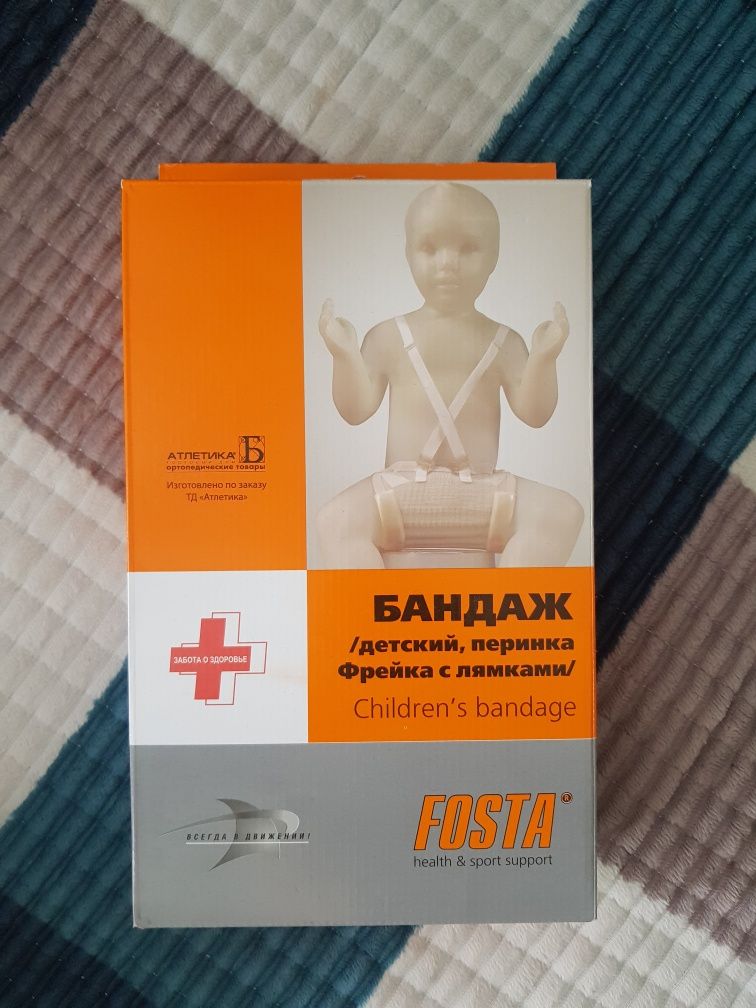 АТЛЕТИКА® Б
ортопедические товары
Изготовлено по заказу
ТД «Атлетика»
БАНДАЖ
/детский, перинка
Фрейка с лямками/
Children's bandage
ЗАБОТА О ЗДОРОВЬЕ
ВСЕГДА В ДВИЖЕНИИ!
FOSTA®
health & sport support